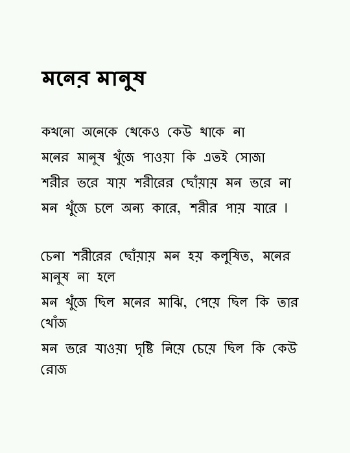 মনের মানুষ
কখনো অনেকে থেকেও কেউ থাকে না
মনের মানুষ খুঁজে পাওয়া কি এতই সোজা
শরীর ভরে যায় শরীরের ছোঁয়ায় মন ভরে না
মন খুঁজে চলে অন্য কারে, শরীর পায় যারে ।
চেনা শরীরের ছোঁয়ায় মন হয় কলুষিত, মনের
মানুষ না হলে
মন খুঁজে ছিল মনের মাঝি, পেয়ে ছিল কি তার
খোঁজ
মন ভরে যাওয়া দৃষ্টি নিয়ে চেয়ে ছিল কি কেউ
রোজ